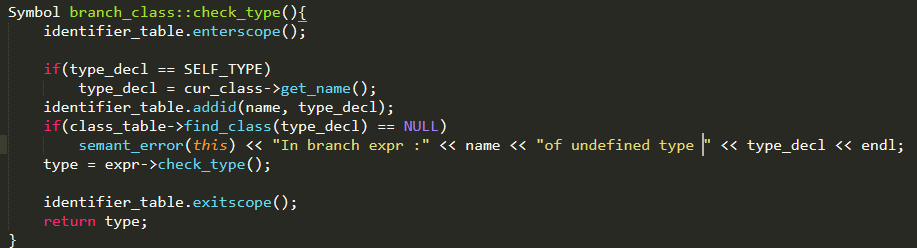 Symbol branch_class::check_type(){
    identifier_table.enterscope();

    if(type_decl == SELF_TYPE)
        type_decl = cur_class->get_name();
    identifier_table.addid(name, type_decl);
    if(class_table->find_class(type_decl) == NULL)
        semant_error(this) << "In branch expr :" << name << "of undefined type " << type_decl << endl;
    type = expr->check_type();

    identifier_table.exitscope();
    return type;
}